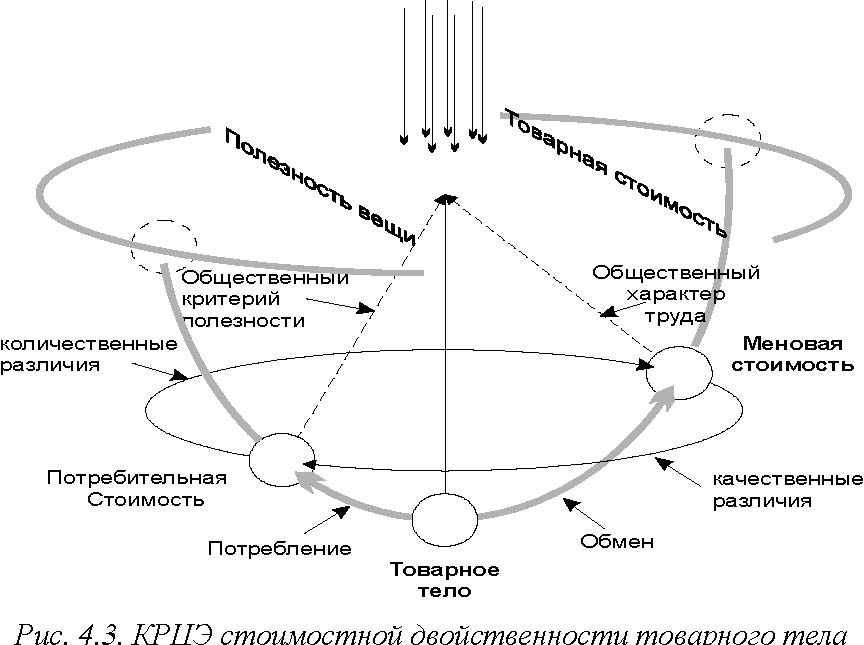 Полезность вещи
Товарная стоимость
Общественный
критерий
полезности
Общественный
характер
труда
количественные
различия
Меновая
стоимость
Потребительная
Стоимость
качественные
различия
Потребление
Обмен
Товарное
тело
Рис. 4.3. КРЦЭ стоимостной двойственности товарного тела